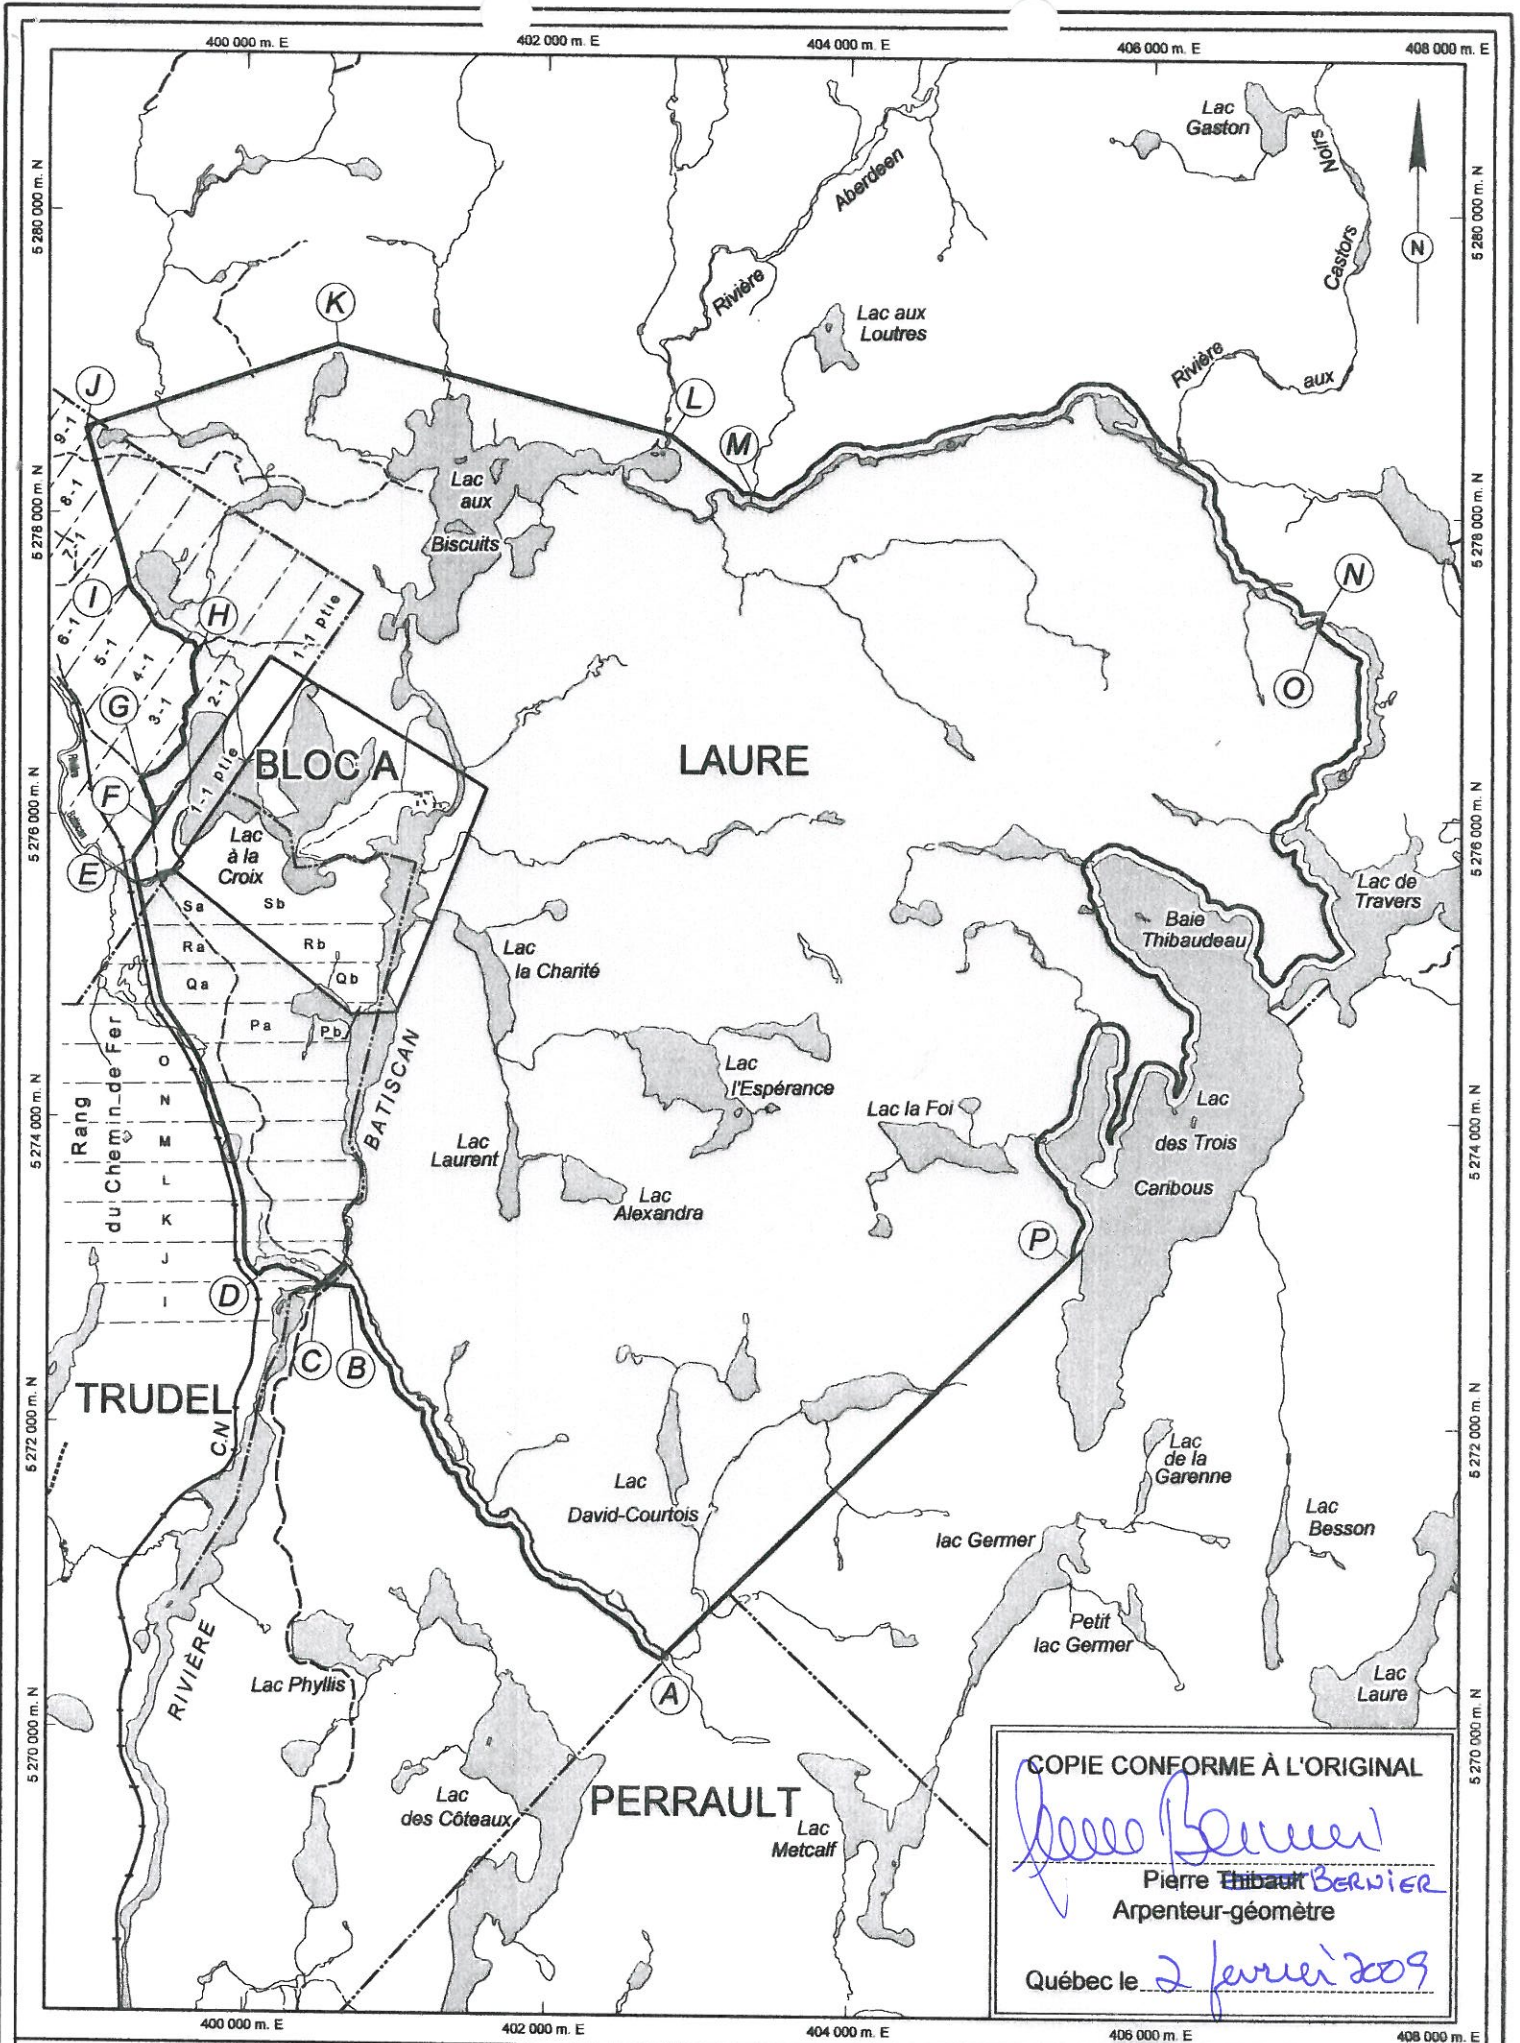 400 000 m. E
402 000 m. E
404 000 m. E
406 000 m. E
408 000 m. E
Lac
Gaston
Noirs
Castors
Rivière
aux
5 280 000 m. N
5 280 000 m. N
N
Aberdeen
Rivière
Lac aux
Loutres
K
J
L
M
9-1
8-1
7-1
6-1
5-1
4-1
3-1
2-1
1-1 ptie
1-1 ptie
5 278 000 m. N
5 278 000 m. N
Lac
aux
Biscuits
I
H
N
O
G
F
E
BLOC A
LAURE
5 276 000 m. N
5 276 000 m. N
Lac
à la
Croix
Lac de
Travers
Baie
Thibaudeau
Sa
Sb
Ra
Rb
Qa
Qb
Pa
Pb
O
N
M
L
K
J
I
Lac
la Charité
Rang
du Chemin de Fer
BATISCAN
Lac
l'Espérance
Lac la Foi
Lac
des Trois
Caribous
5 274 000 m. N
5 274 000 m. N
Lac
Laurent
Lac
Alexandra
P
D
C
B
TRUDEL
C.N
5 272 000 m. N
5 272 000 m. N
Lac
de la
Garenne
Lac
David-Courtois
Lac
Besson
lac Germer
Petit
lac Germer
RIVIÈRE
Lac Phyllis
A
Lac
Laure
5 270 000 m. N
5 270 000 m. N
Lac
des Côteaux
PERRAULT
Lac
Metcalf
COPIE CONFORME À L'ORIGINAL
Pierre Bernier
Pierre Thibault BERNIER
Arpenteur-géomètre
Québec le 2 février 2009
400 000 m. E
402 000 m. E
404 000 m. E
406 000 m. E
408 000 m. E